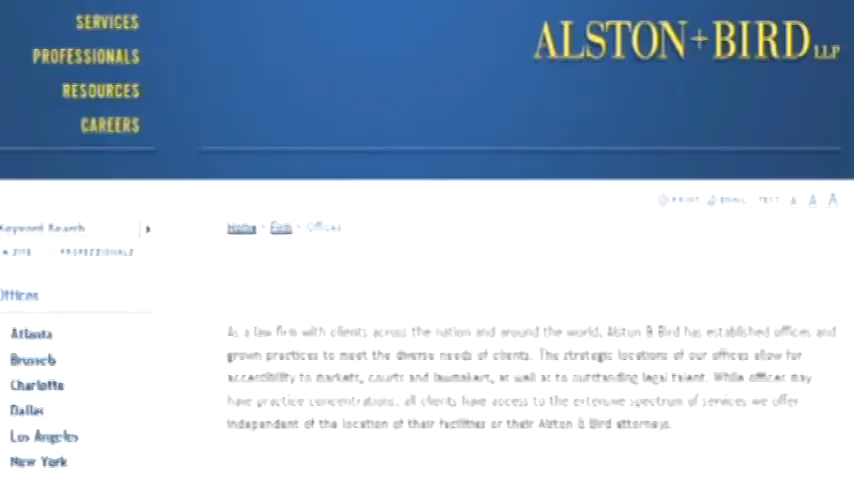 SERVICES
PROFESSIONALS
RESOURCES
CAREERS
ALSTON+BIRD LLP
PRINT EMAIL TEXT A A A
Keyword Search
Home > Firm > Offices
SITE PROFESSIONALS
Offices
Atlanta
Brussels
Charlotte
Dallas
Los Angeles
New York
As a law firm with clients across the nation and around the world, Alston & Bird has established offices and
grown practices to meet the diverse needs of clients. The strategic locations of our offices allow for
accessibility to markets, courts and lawmakers, as well as to outstanding legal talent. While offices may
have practice concentrations, all clients have access to the extensive spectrum of services we offer
independent of the location of their facilities or their Alston & Bird attorneys.